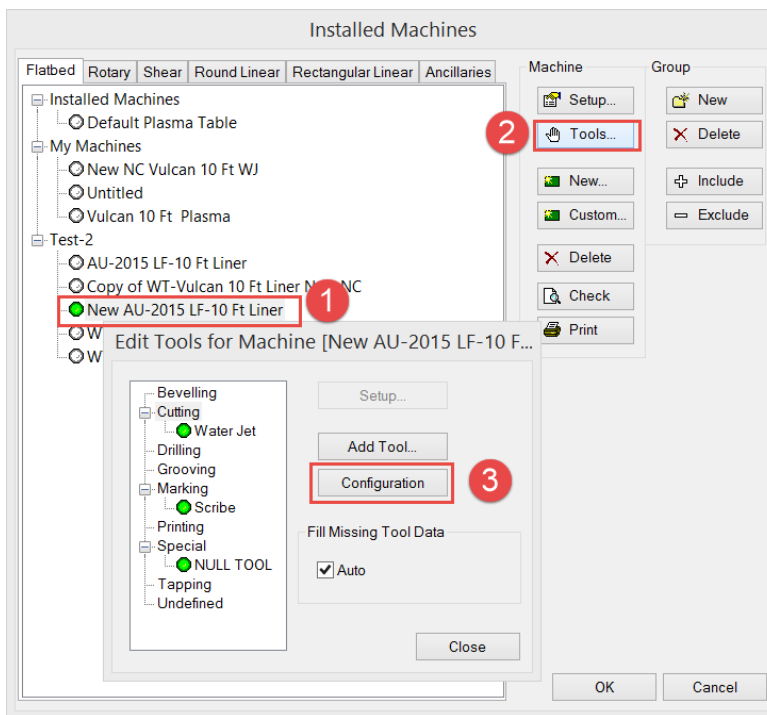 Installed Machines
Flatbed Rotary Shear Round Linear Rectangular Linear Ancillaries
Machine
Group
Installed Machines
Default Plasma Table
My Machines
New NC Vulcan 10 Ft WJ
Untitled
Vulcan 10 Ft Plasma
Test-2
AU-2015 LF-10 Ft Liner
Copy of WT-Vulcan 10 Ft Liner N NC
New AU-2015 LF-10 Ft Liner
W
W
1
2
Setup...
Tools...
New...
Custom...
Delete
Check
Print
New
Delete
Include
Exclude
Edit Tools for Machine [New AU-2015 LF-10 F...
Bevelling
Cutting
Water Jet
Drilling
Grooving
Marking
Scribe
Printing
Special
NULL TOOL
Tapping
Undefined
Setup...
Add Tool...
Configuration
3
Fill Missing Tool Data
Auto
Close
OK
Cancel